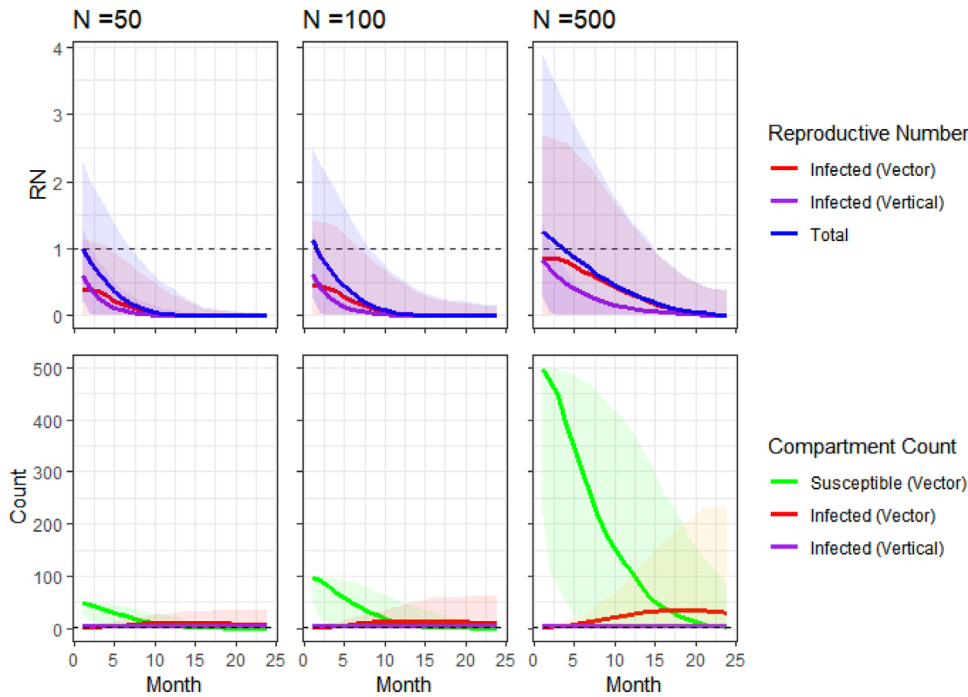 N =50
N =100
N =500
4
3
2
1
0
RN
Reproductive Number
Infected (Vector)
Infected (Vertical)
Total
500
400
300
200
100
0
Count
Compartment Count
Susceptible (Vector)
Infected (Vector)
Infected (Vertical)
0 5 10 15 20 25
0 5 10 15 20 25
0 5 10 15 20 25
Month
Month
Month